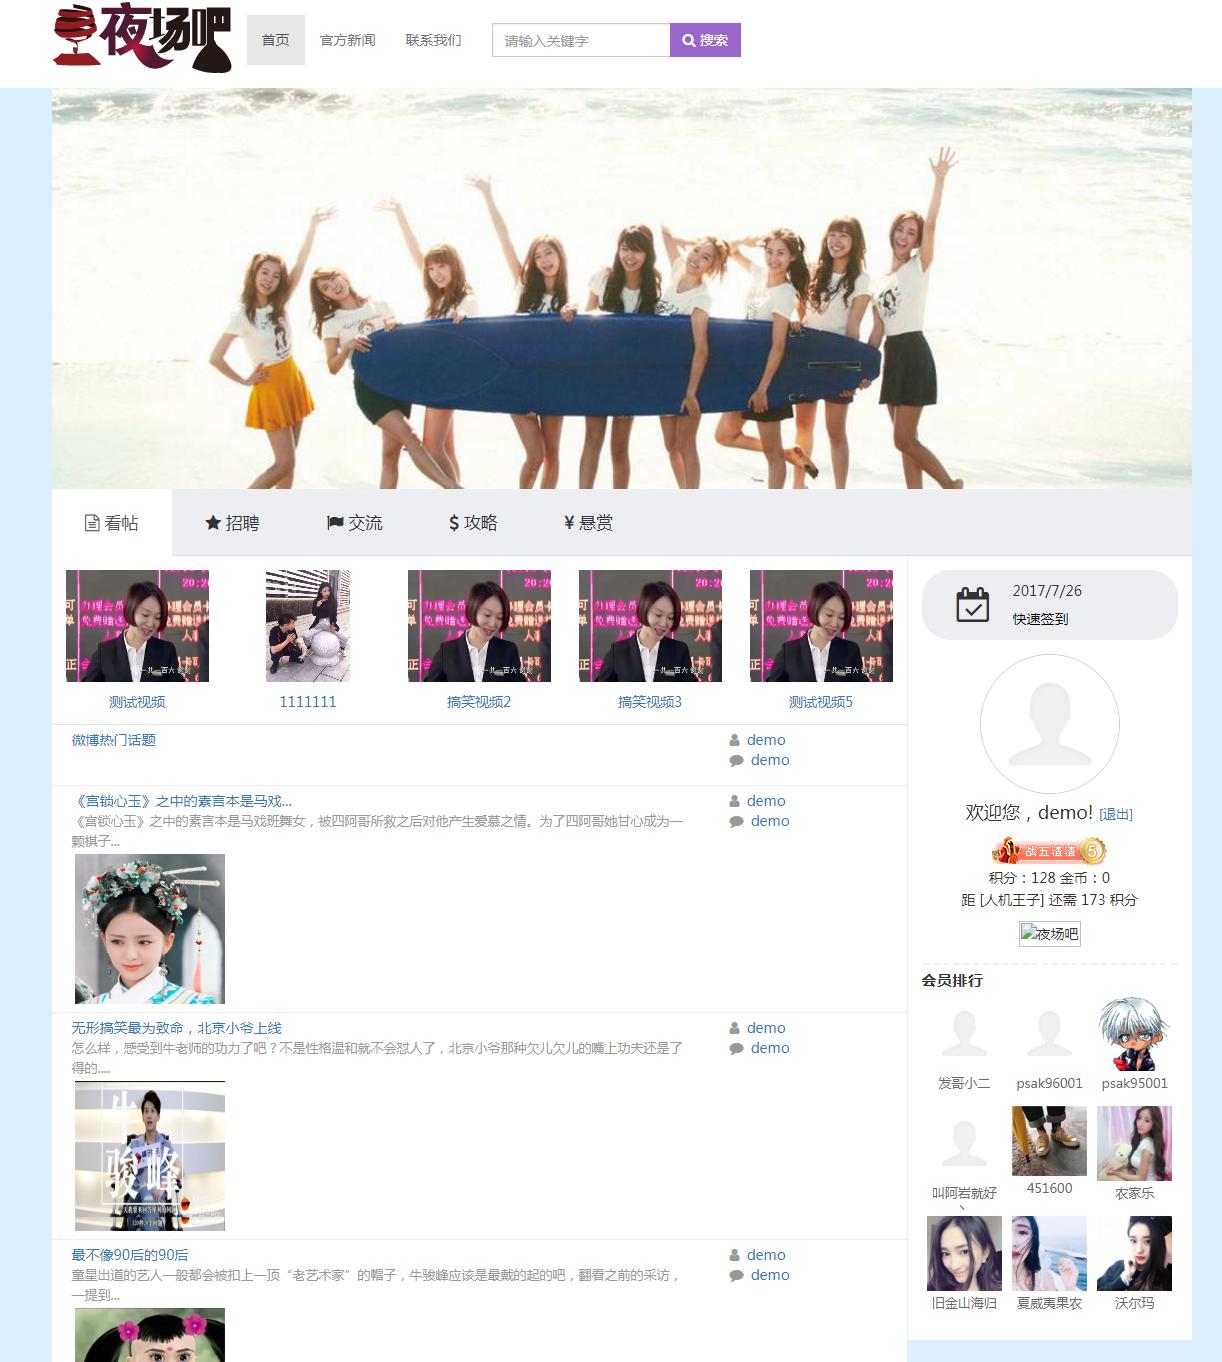 夜场吧
首页
官方新闻
联系我们
请输入关键字
搜索
看帖
招聘
交流
$ 攻略
¥ 悬赏
测试视频
1111111
搞笑视频2
搞笑视频3
测试视频5
微博热门话题
demo
demo
《宫锁心玉》之中的素言本是马戏...
demo
《宫锁心玉》之中的素言本是马戏班舞女，被四阿哥所救之后对他产生爱慕之情。为了四阿哥她甘心成为一
demo
颗棋子...
无形搞笑最为致命，北京小爷上线
demo
怎么样，感受到牛老师的功力了吧？不是性格温和就不会怼人了，北京小爷那种欠儿欠儿的嘴上功夫还是了
demo
得的....
牛
骏峰
最不像90后的90后
demo
童星出道的艺人一般都会被扣上一顶“老艺术家”的帽子，牛骏峰应该是最戴的起的吧，翻看之前的采访，
demo
一提到...
2017/7/26
快速签到
欢迎您，demo! [退出]
战五渣渣 5
积分：128 金币：0
距 [人机王子] 还需 173 积分
夜场吧
会员排行
发哥小二
psak96001
psak95001
叫阿岩就好
、
451600
农家乐
旧金山海归
夏威夷果农
沃尔玛